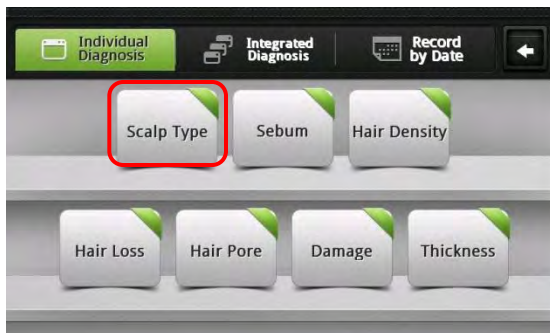 Individual
Diagnosis
Integrated
Diagnosis
Record
by Date
Scalp Type
Sebum
Hair Density
Hair Loss
Hair Pore
Damage
Thickness